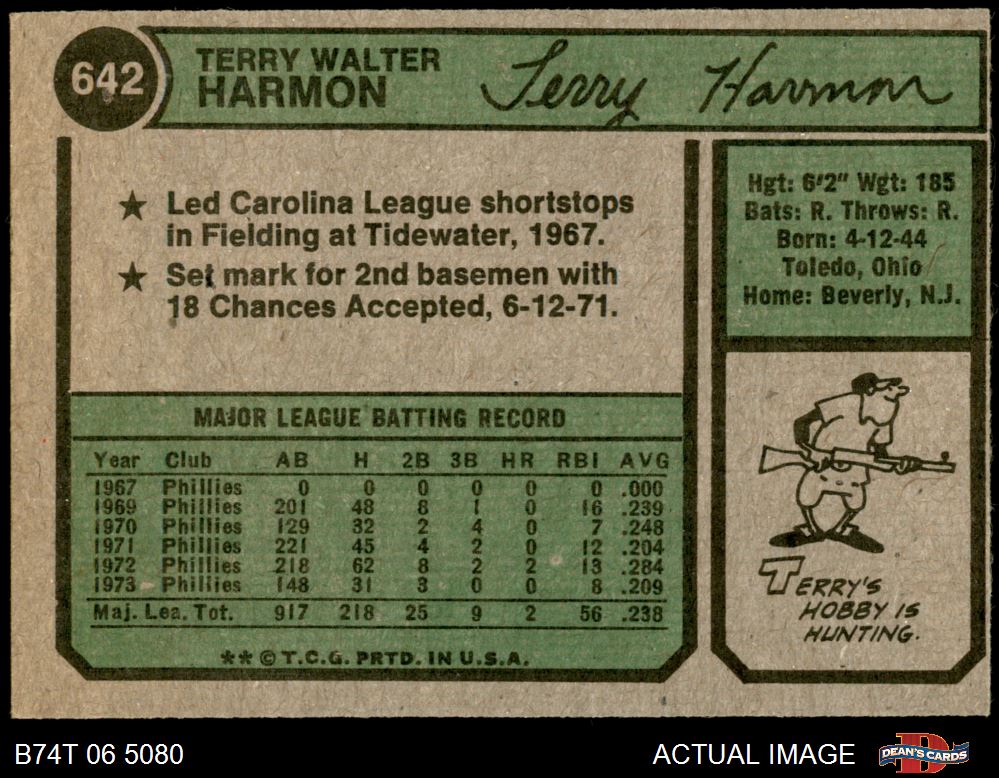 642
TERRY WALTER
HARMON
Terry Harmon
★ Led Carolina League shortstops
in Fielding at Tidewater, 1967.
★ Set mark for 2nd basemen with
18 Chances Accepted, 6-12-71.
Hgt: 6'2" Wgt: 185
Bats: R. Throws: R.
Born: 4-12-44
Toledo, Ohio
Home: Beverly, N.J.
MAJOR LEAGUE BATTING RECORD
Year Club AB H 2B 3B HR RBI AVG
1967 Phillies 0 0 0 0 0 0 .000
1969 Phillies 201 48 8 1 0 16 .239
1970 Phillies 129 32 2 4 0 7 .248
1971 Phillies 221 45 4 2 0 12 .204
1972 Phillies 218 62 8 2 2 13 .284
1973 Phillies 148 31 3 0 0 8 .209
Maj. Lea. Tot. 917 218 25 9 2 56 .238
** © T.C.G. PRTD. IN U.S.A.
TERRY'S
HOBBY IS
HUNTING.
B74T 06 5080
ACTUAL IMAGE
DEAN'S CARDS